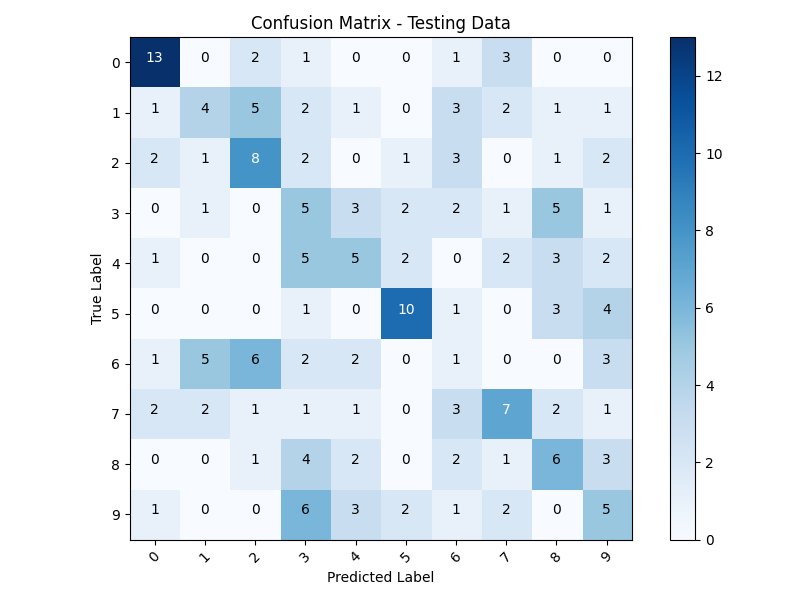 Confusion Matrix - Testing Data
True Label
0 13 0 2 1 0 0 1 3 0 0
1 1 4 5 2 1 0 3 2 1 1
2 2 1 8 2 0 1 3 0 1 2
3 0 1 0 5 3 2 2 1 5 1
4 1 0 0 5 5 2 0 2 3 2
5 0 0 0 1 0 10 1 0 3 4
6 1 5 6 2 2 0 1 0 0 3
7 2 2 1 1 1 0 3 7 2 1
8 0 0 1 4 2 0 2 1 6 3
9 1 0 0 6 3 2 1 2 0 5
0 1 2 3 4 5 6 7 8 9
Predicted Label
12
10
8
6
4
2
0